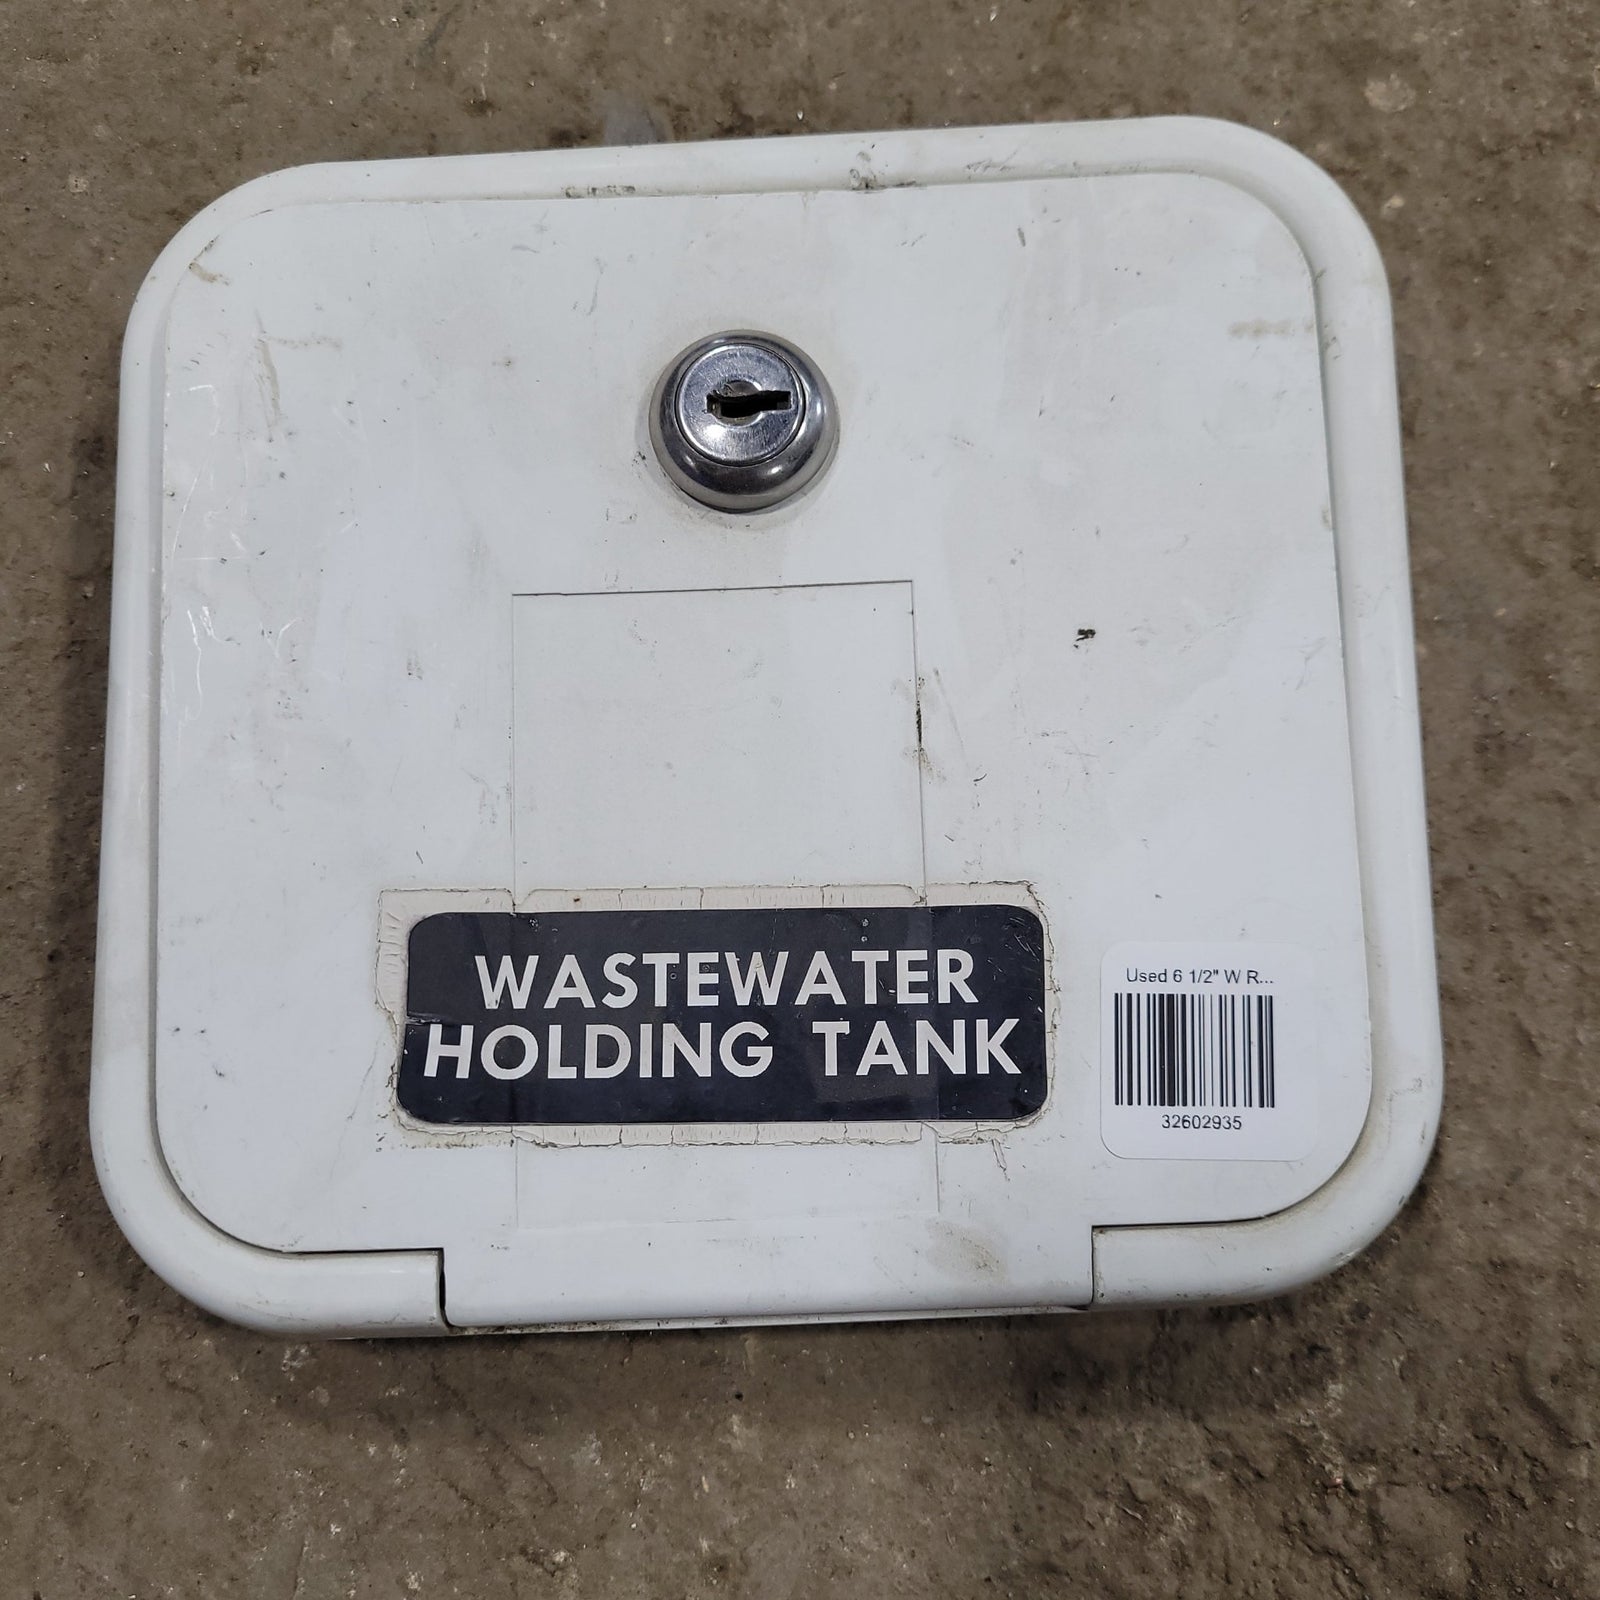 WASTEWATER
HOLDING TANK
Used 6 1/2" W R...
32602935